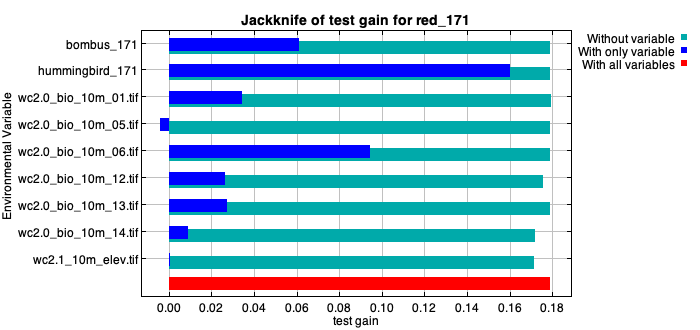 Jackknife of test gain for red_171
Without variable
With only variable
With all variables
Environmental Variable
bombus_171
hummingbird_171
wc2.0_bio_10m_01.tif
wc2.0_bio_10m_05.tif
wc2.0_bio_10m_06.tif
wc2.0_bio_10m_12.tif
wc2.0_bio_10m_13.tif
wc2.0_bio_10m_14.tif
wc2.1_10m_elev.tif
0.00 0.02 0.04 0.06 0.08 0.10 0.12 0.14 0.16 0.18
test gain